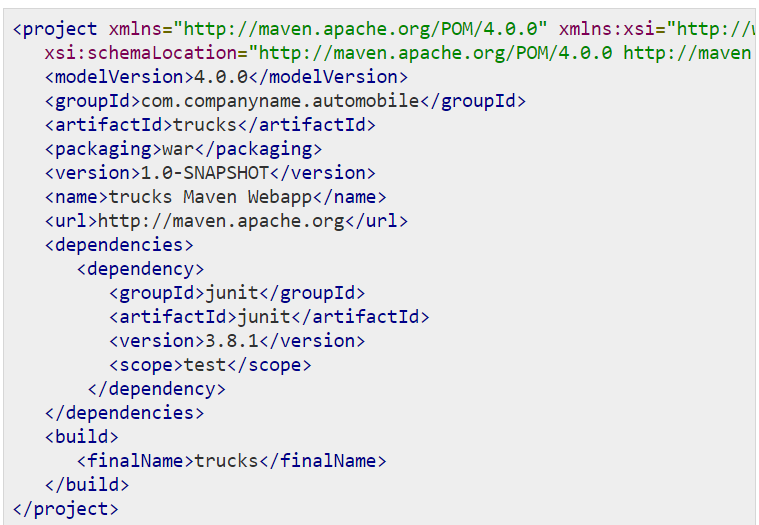 <project xmlns="http://maven.apache.org/POM/4.0.0" xmlns:xsi="http://
xsi:schemaLocation="http://maven.apache.org/POM/4.0.0 http://maven
<modelVersion>4.0.0</modelVersion>
<groupId>com.companyname.automobile</groupId>
<artifactId>trucks</artifactId>
<packaging>war</packaging>
<version>1.0-SNAPSHOT</version>
<name>trucks Maven Webapp</name>
<url>http://maven.apache.org</url>
<dependencies>
<dependency>
<groupId>junit</groupId>
<artifactId>junit</artifactId>
<version>3.8.1</version>
<scope>test</scope>
</dependency>
</dependencies>
<build>
<finalName>trucks</finalName>
</build>
</project>